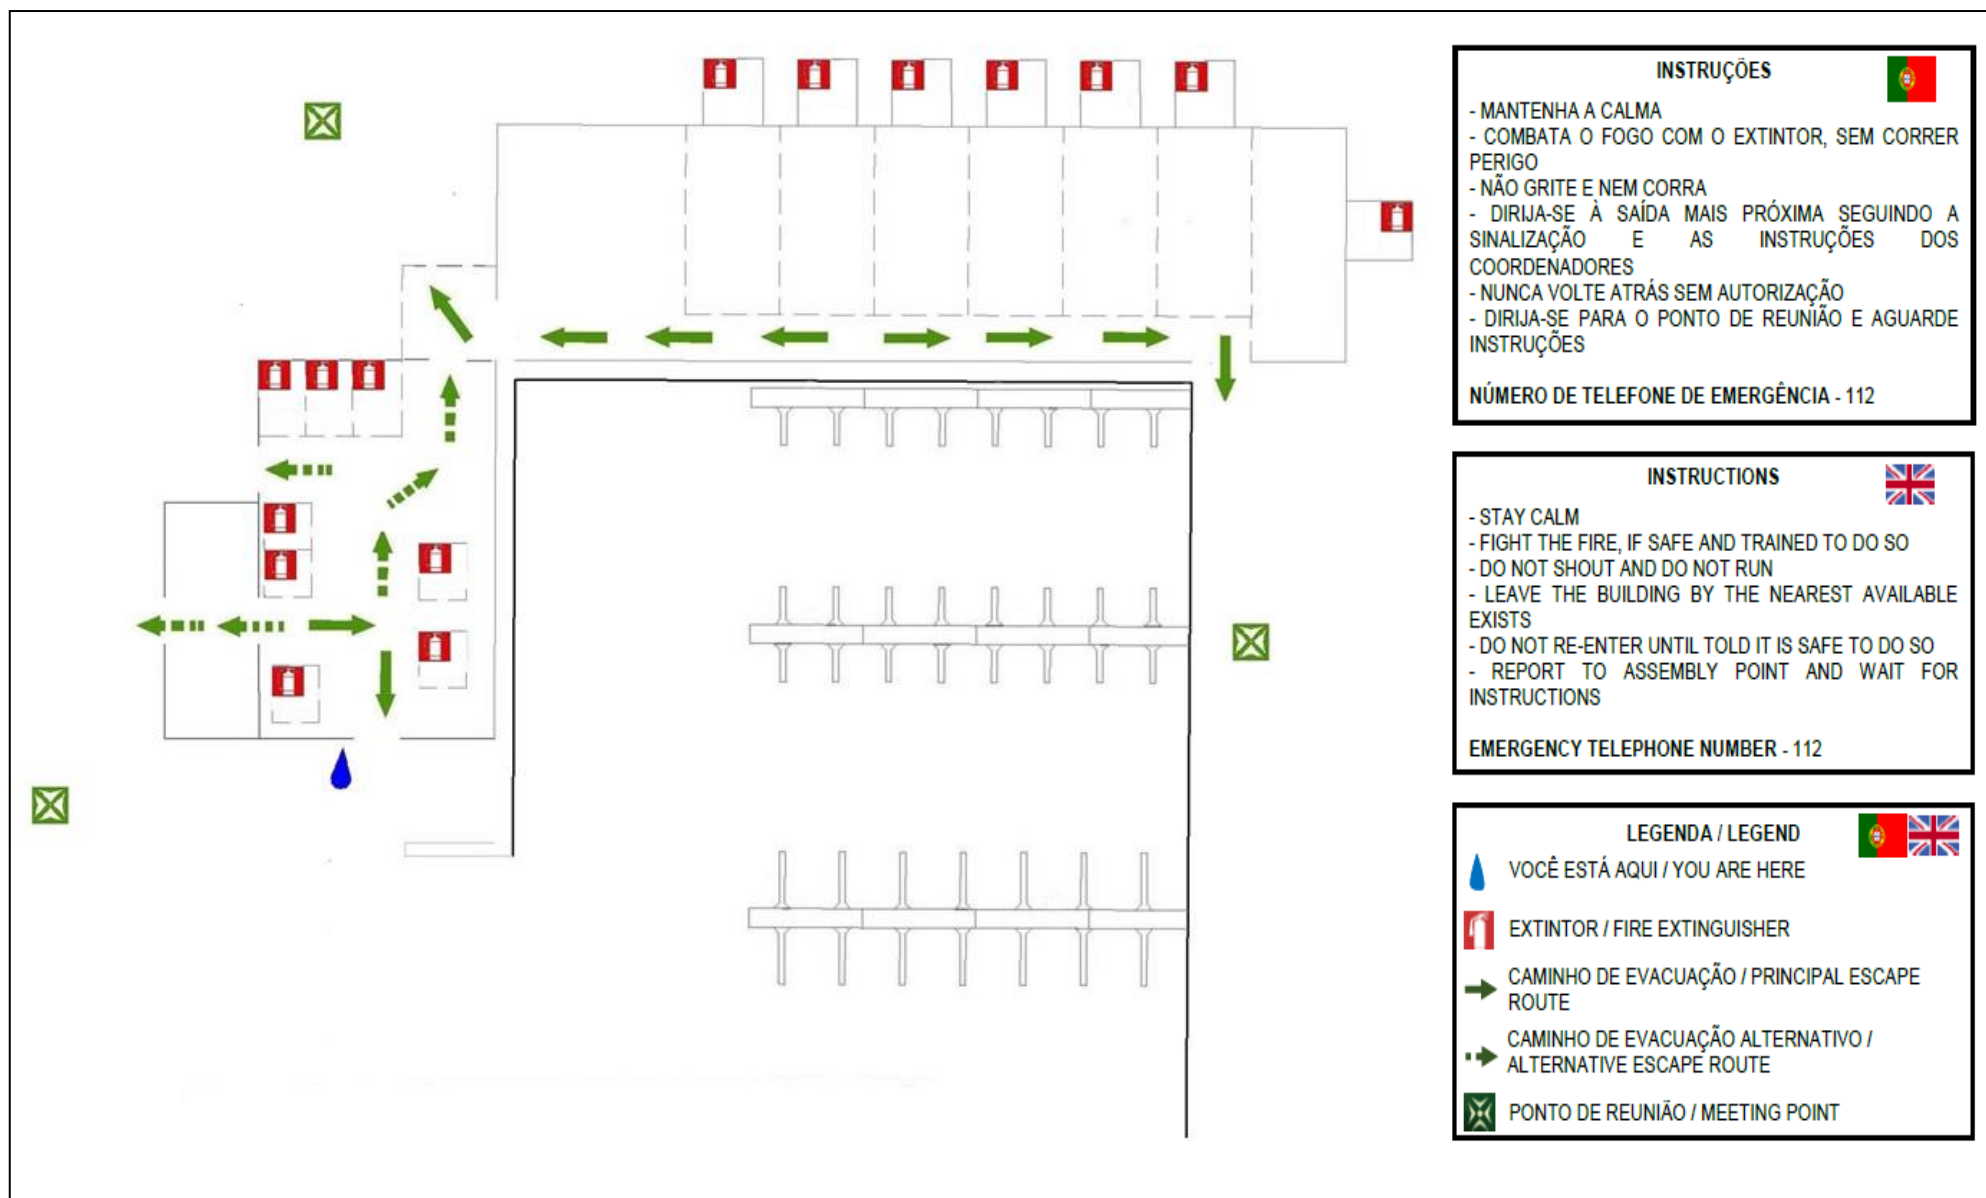 INSTRUÇÕES
- MANTENHA A CALMA
- COMBATA O FOGO COM O EXTINTOR, SEM CORRER
PERIGO
- NÃO GRITE E NEM CORRA
- DIRIJA-SE À SAÍDA MAIS PRÓXIMA SEGUINDO A
SINALIZAÇÃO E AS INSTRUÇÕES DOS
COORDENADORES
- NUNCA VOLTE ATRÁS SEM AUTORIZAÇÃO
- DIRIJA-SE PARA O PONTO DE REUNIÃO E AGUARDE
INSTRUÇÕES
NÚMERO DE TELEFONE DE EMERGÊNCIA - 112
INSTRUCTIONS
- STAY CALM
- FIGHT THE FIRE, IF SAFE AND TRAINED TO DO SO
- DO NOT SHOUT AND DO NOT RUN
- LEAVE THE BUILDING BY THE NEAREST AVAILABLE
EXISTS
- DO NOT RE-ENTER UNTIL TOLD IT IS SAFE TO DO SO
- REPORT TO ASSEMBLY POINT AND WAIT FOR
INSTRUCTIONS
EMERGENCY TELEPHONE NUMBER - 112
LEGENDA / LEGEND
VOCÊ ESTÁ AQUI / YOU ARE HERE
EXTINTOR / FIRE EXTINGUISHER
CAMINHO DE EVACUAÇÃO / PRINCIPAL ESCAPE
ROUTE
CAMINHO DE EVACUAÇÃO ALTERNATIVO /
ALTERNATIVE ESCAPE ROUTE
PONTO DE REUNIÃO / MEETING POINT